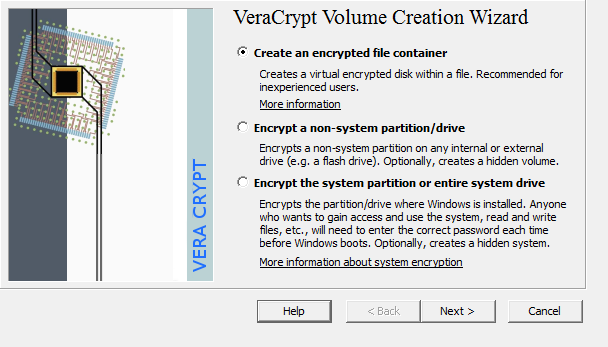 VeraCrypt Volume Creation Wizard
Create an encrypted file container
Creates a virtual encrypted disk within a file. Recommended for
inexperienced users.
More information
Encrypt a non-system partition/drive
Encrypts a non-system partition on any internal or external
drive (e.g. a flash drive). Optionally, creates a hidden volume.
Encrypt the system partition or entire system drive
Encrypts the partition/drive where Windows is installed. Anyone
who wants to gain access and use the system, read and write
files, etc., will need to enter the correct password each time
before Windows boots. Optionally, creates a hidden system.
More information about system encryption
VERA CRYPT
Help
< Back
Next >
Cancel